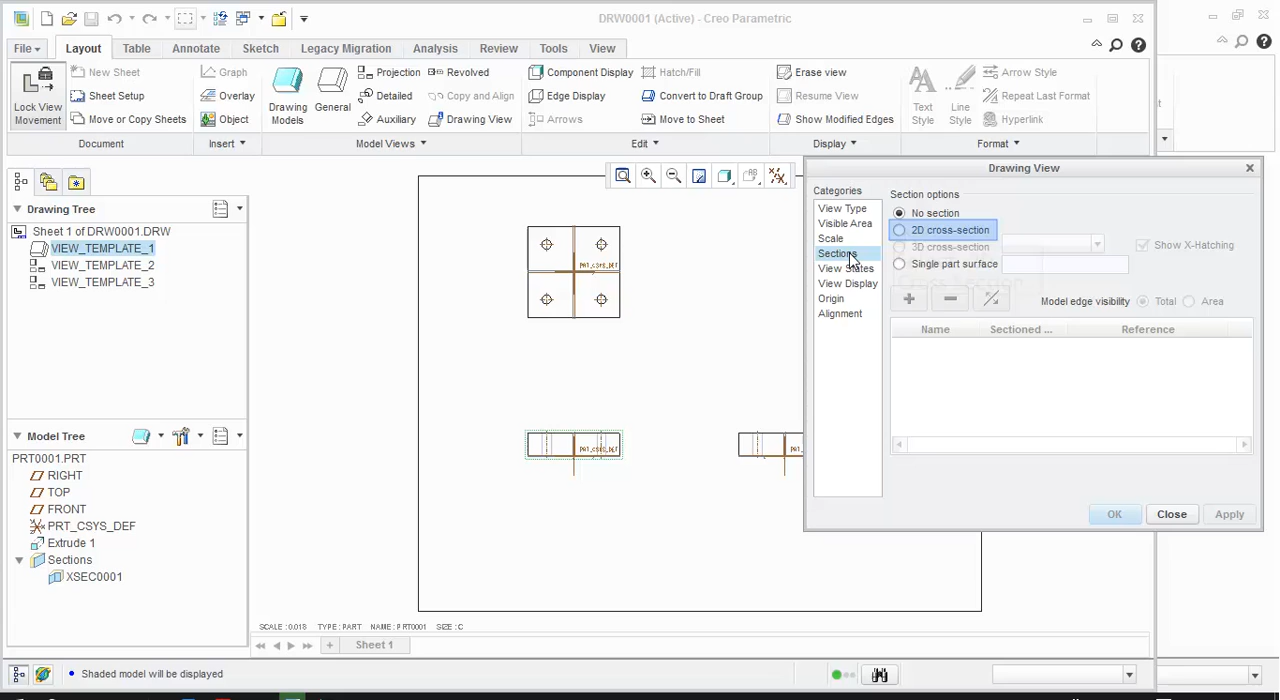 DRW0001 (Active) - Creo Parametric
File Layout Table Annotate Sketch Legacy Migration Analysis Review Tools View
Lock View Movement
New Sheet
Sheet Setup
Move or Copy Sheets
Document
Graph
Overlay
Object
Insert
Drawing Models
General
Projection
Detailed
Auxiliary
Revolved
Copy and Align
Drawing View
Model Views
Component Display
Edge Display
Arrows
Hatch/Fill
Convert to Draft Group
Move to Sheet
Edit
Erase view
Resume View
Show Modified Edges
Display
Text Style
Line Style
Arrow Style
Repeat Last Format
Hyperlink
Format
Drawing Tree
Sheet 1 of DRW0001.DRW
VIEW_TEMPLATE_1
VIEW_TEMPLATE_2
VIEW_TEMPLATE_3
Model Tree
PRT0001.PRT
RIGHT
TOP
FRONT
PRT_CSYS_DEF
Extrude 1
Sections
XSEC0001
PRT_CSYS_DEF
PRT_CSYS_DEF
Drawing View
Categories
View Type
Visible Area
Scale
Sections
View States
View Display
Origin
Alignment
Section options
No section
2D cross-section
3D cross-section
Single part surface
Show X-Hatching
Model edge visibility Total Area
Name Sectioned ... Reference
OK Close Apply
SCALE :0.018 TYPE : PART NAME : PRT0001 SIZE : C
Sheet 1
Shaded model will be displayed